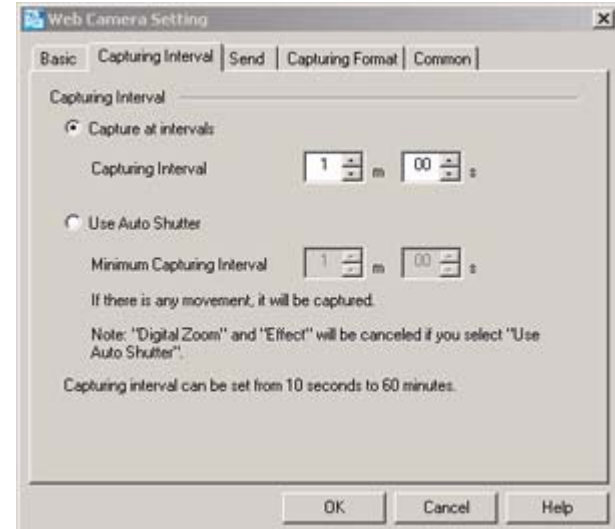 Web Camera Setting
Basic Capturing Interval Send Capturing Format Common
Capturing Interval
Capture at intervals
Capturing Interval 1 m 00 s
Use Auto Shutter
Minimum Capturing Interval 1 m 00 s
If there is any movement, it will be captured.
Note: "Digital Zoom" and "Effect" will be canceled if you select "Use
Auto Shutter".
Capturing interval can be set from 10 seconds to 60 minutes.
OK Cancel Help